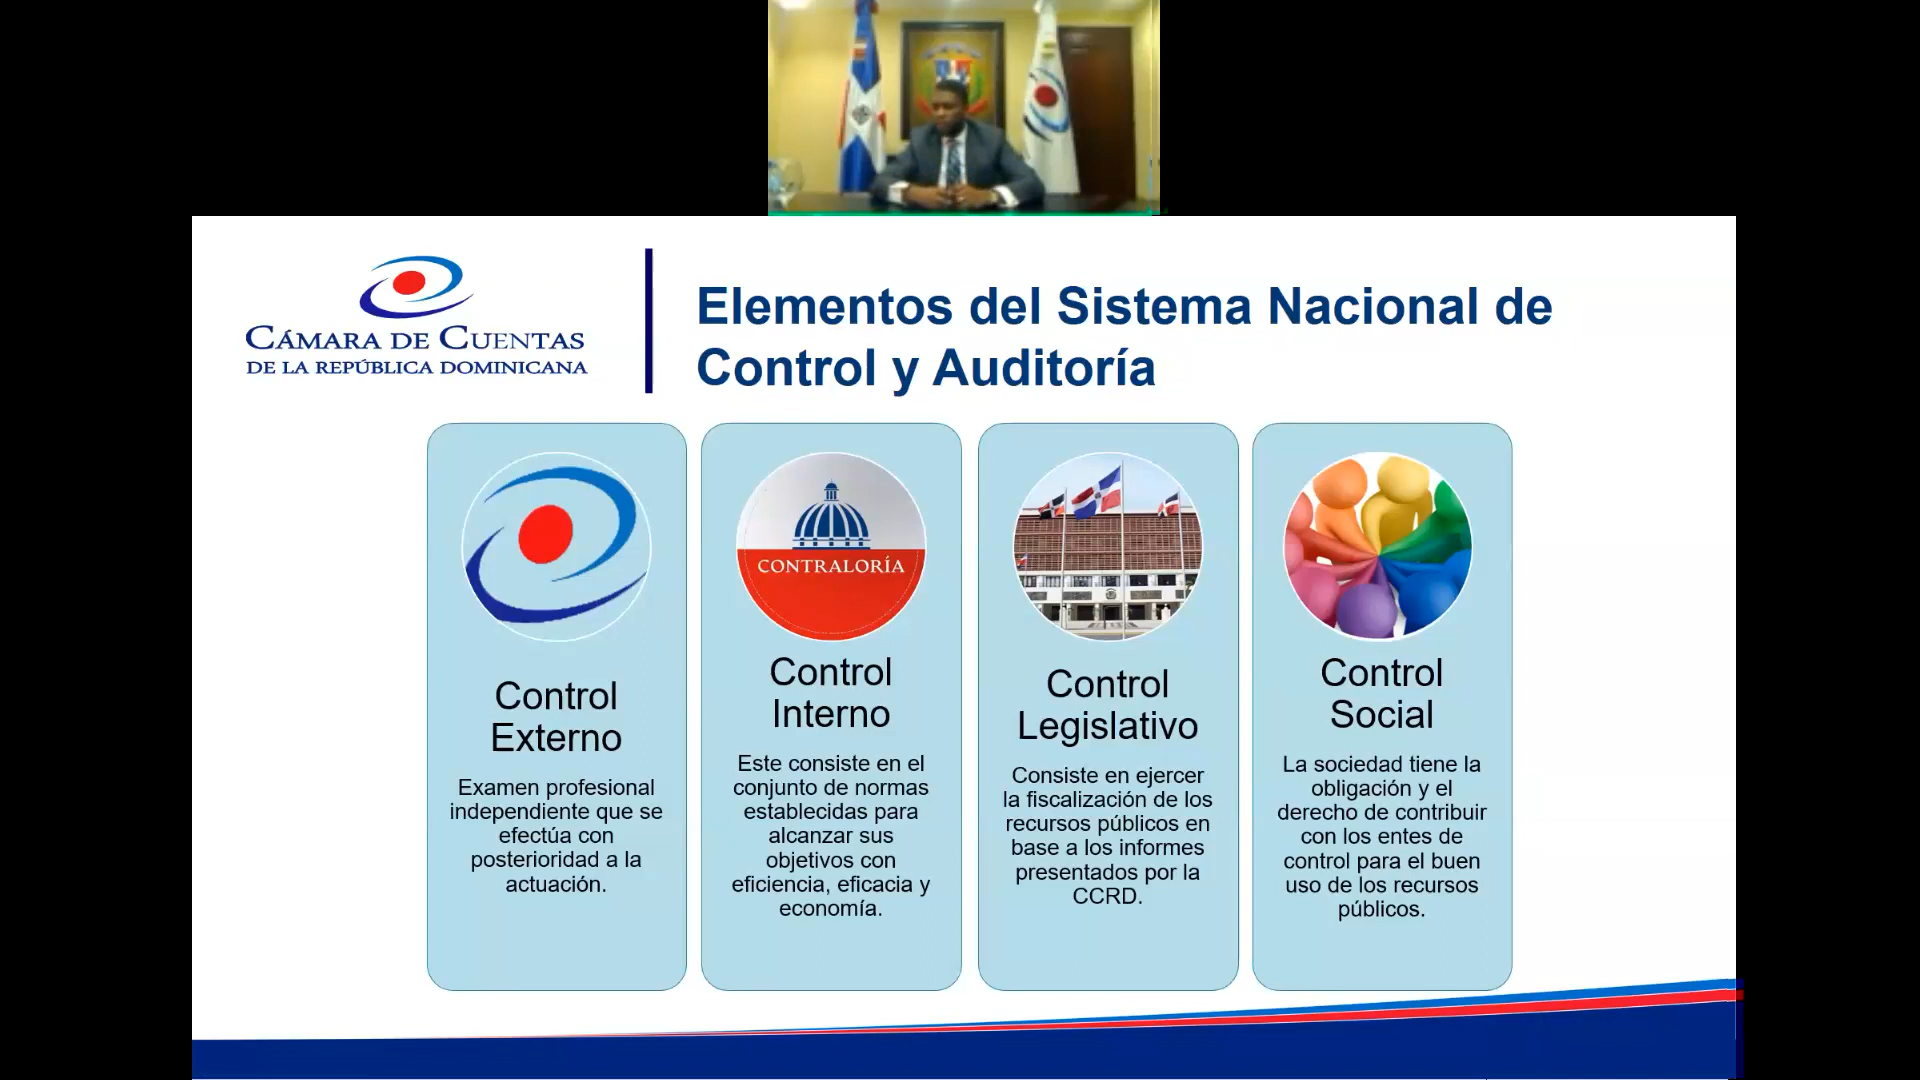 CÁMARA DE CUENTAS
DE LA REPÚBLICA DOMINICANA
Elementos del Sistema Nacional de
Control y Auditoría
Control
Externo
Examen profesional
independiente que se
efectúa con
posterioridad a la
actuación.
CONTRALORÍA
Control
Interno
Este consiste en el
conjunto de normas
establecidas para
alcanzar sus
objetivos con
eficiencia, eficacia y
economía.
Control
Legislativo
Consiste en ejercer
la fiscalización de los
recursos públicos en
base a los informes
presentados por la
CCRD.
Control
Social
La sociedad tiene la
obligación y el
derecho de contribuir
con los entes de
control para el buen
uso de los recursos
públicos.